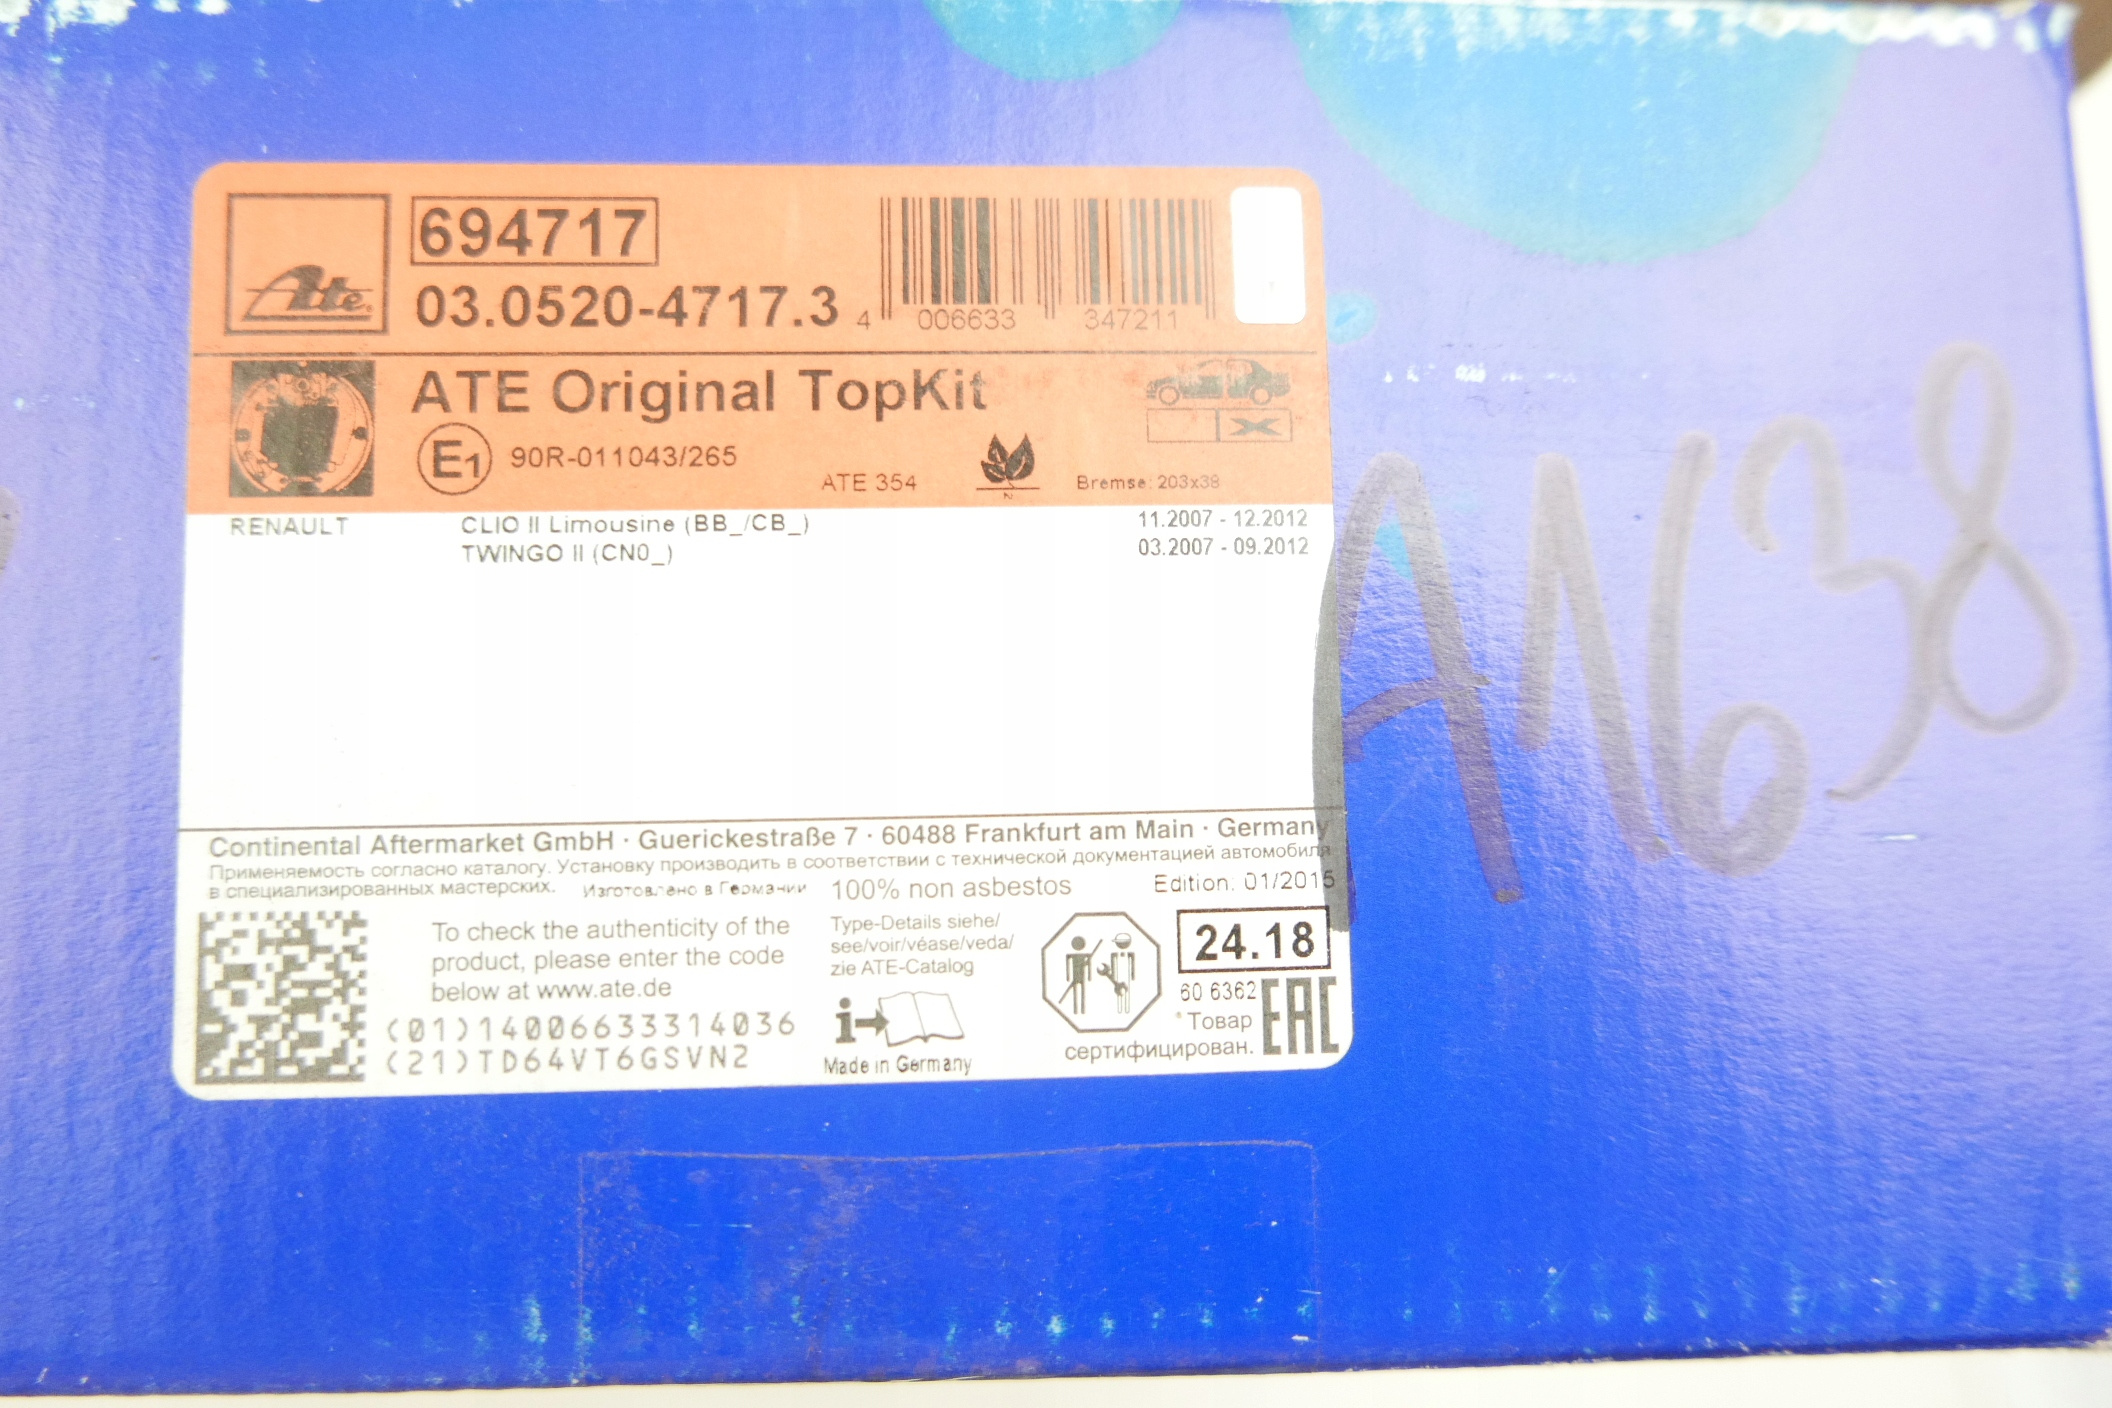 Ate
694717
03.0520-4717.3
4 006633 347211
ATE Original TopKit
E1 90R-011043/265
ATE 354
Bremse: 203x38
RENAULT CLIO II Limousine (BB_/CB_) 11.2007 - 12.2012
TWINGO II (CN0_) 03.2007 - 09.2012
A1638
Continental Aftermarket GmbH · Guerickestraße 7 · 60488 Frankfurt am Main · Germany
Применяемость согласно каталогу. Установку производить в соответствии с технической документацией автомобиля
в специализированных мастерских. Изготовлено в Германии 100% non asbestos Edition: 01/2015
To check the authenticity of the
product, please enter the code
below at www.ate.de
(01)14006633314036
(21)TD64VT6GSVN2
Type-Details siehe/
see/voir/véase/veda/
zie ATE-Catalog
i
Made in Germany
24.18
60 6362
Товар
сертифицирован.
EAC